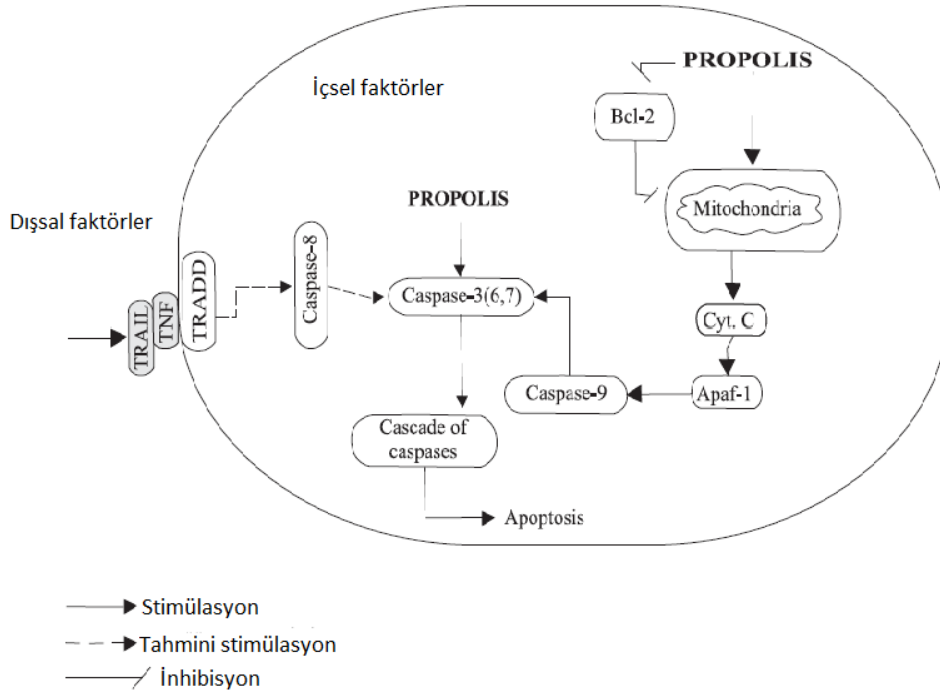 PROPOLIS
İçsel faktörler
Bcl-2
PROPOLIS
Mitochondria
Dışsal faktörler
TRAIL
TNF
TRADD
Caspase-8
Caspase-3(6,7)
Cyt. C
Caspase-9
Apaf-1
Cascade of
caspases
Apoptosis
Stimülasyon
Tahmini stimülasyon
İnhibisyon